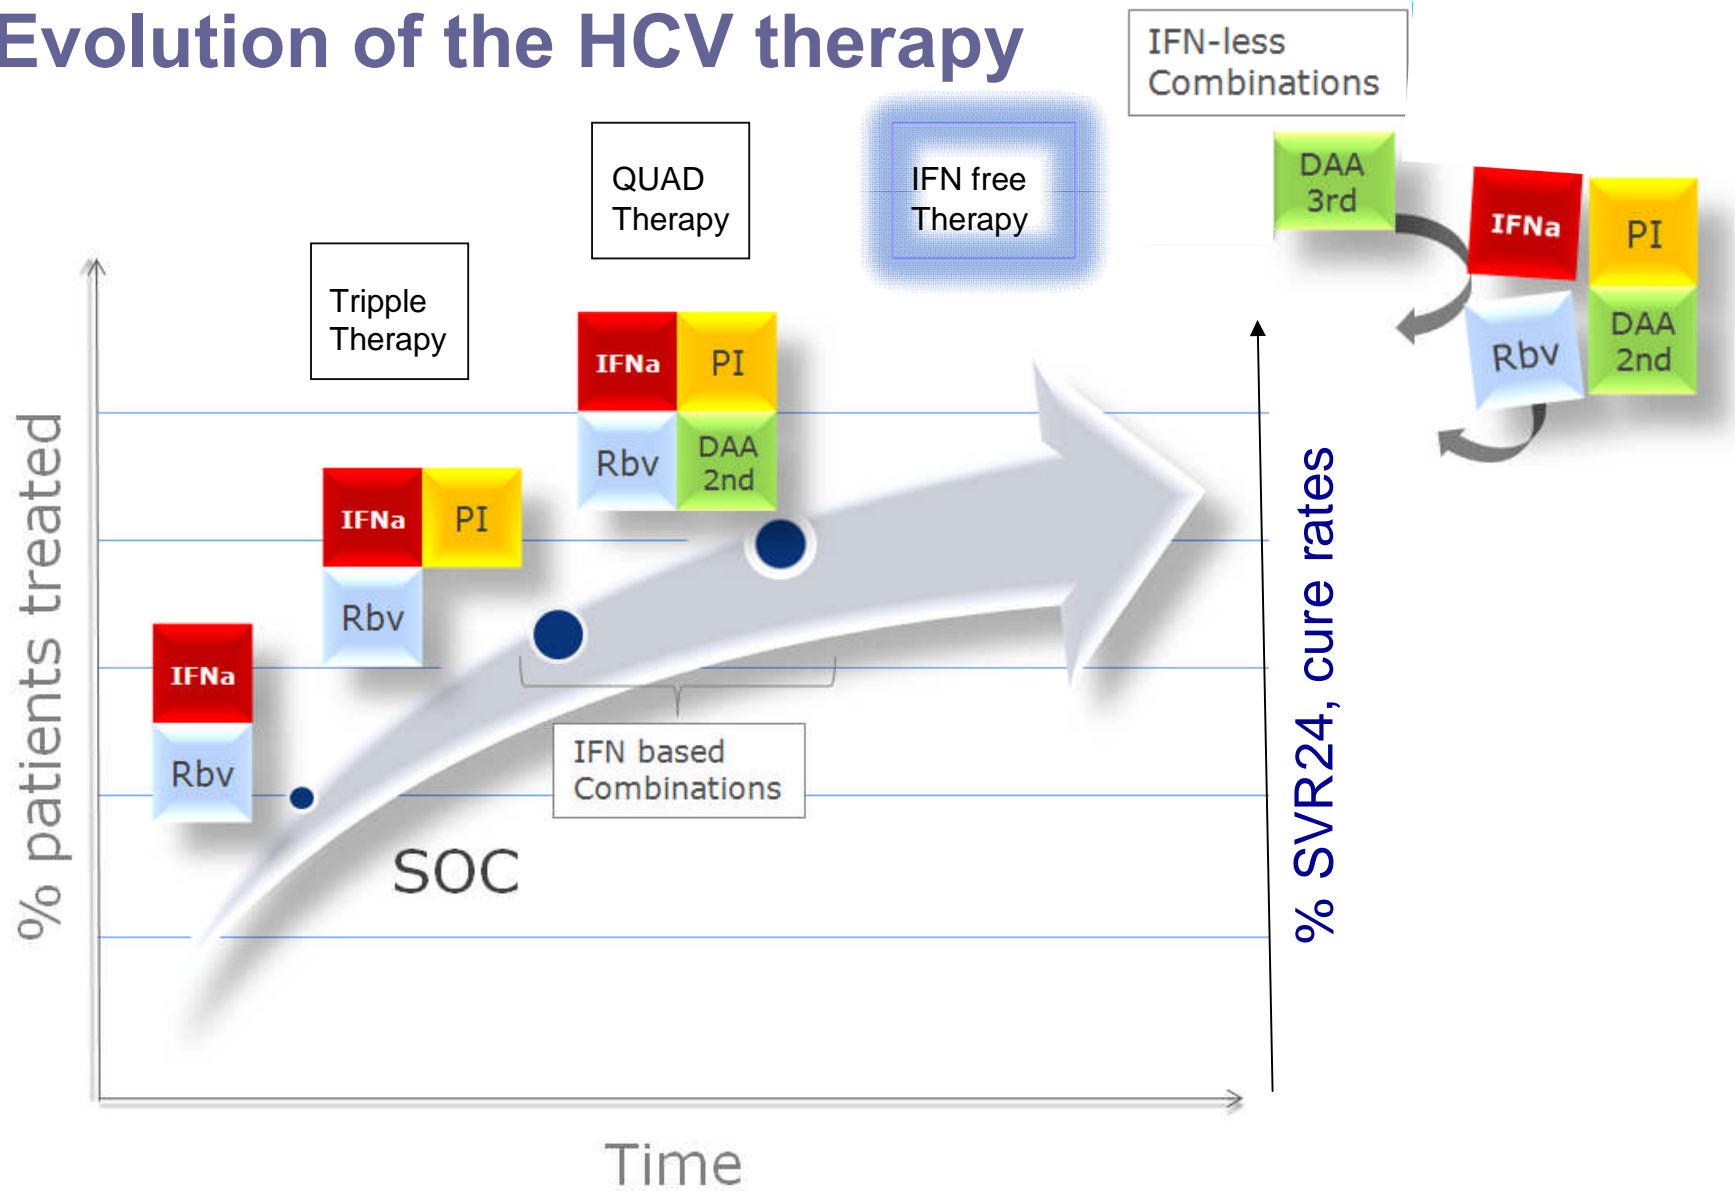 Evolution of the HCV therapy
IFN-less
Combinations
QUAD
Therapy
IFN free
Therapy
DAA
3rd
IFNa
PI
Rbv
DAA
2nd
Tripple
Therapy
IFNa
PI
Rbv
DAA
2nd
IFNa
PI
Rbv
IFNa
Rbv
IFN based
Combinations
SOC
% patients treated
% SVR24, cure rates
Time